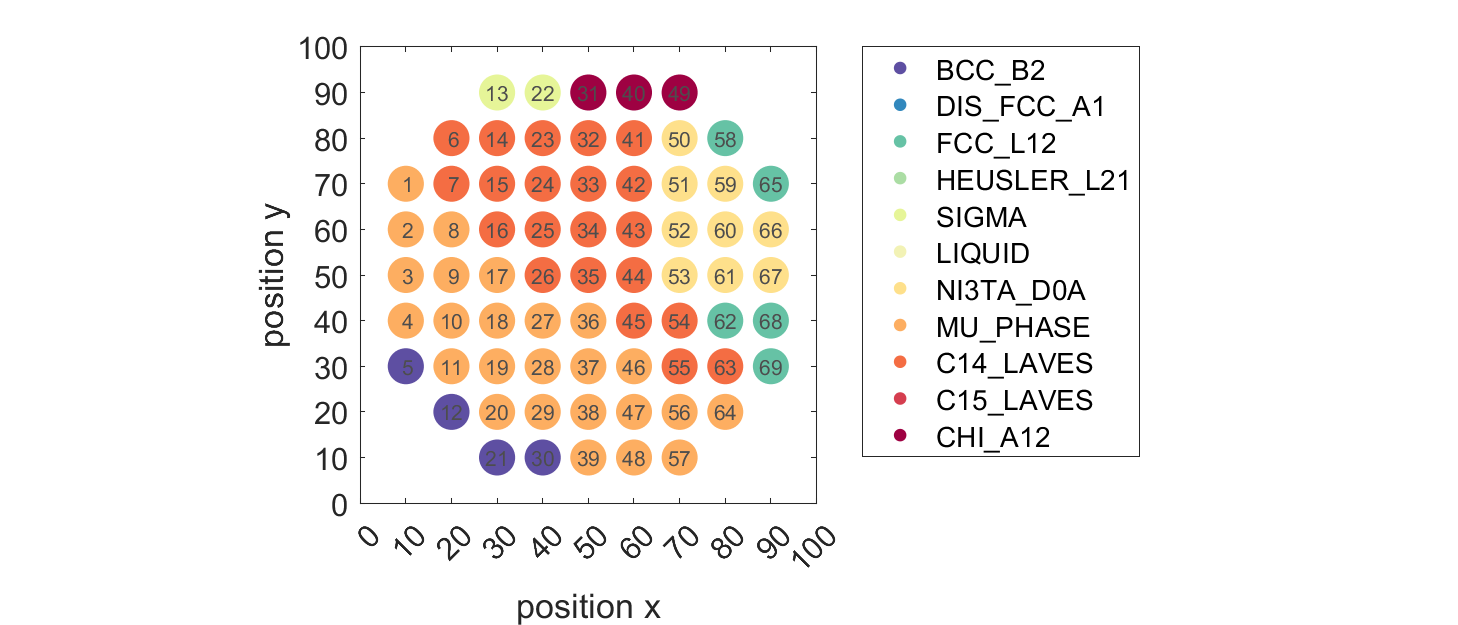 100
90
80
70
60
50
40
30
20
10
0
position y
13 22 31 40 49
6 14 23 32 41 50 58
1 7 15 24 33 42 51 59 65
2 8 16 25 34 43 52 60 66
3 9 17 26 35 44 53 61 67
4 10 18 27 36 45 54 62 68
5 11 19 28 37 46 55 63 69
12 20 29 38 47 56 64
21 30 39 48 57
0 10 20 30 40 50 60 70 80 90 100
position x
BCC_B2
DIS_FCC_A1
FCC_L12
HEUSLER_L21
SIGMA
LIQUID
NI3TA_D0A
MU_PHASE
C14_LAVES
C15_LAVES
CHI_A12